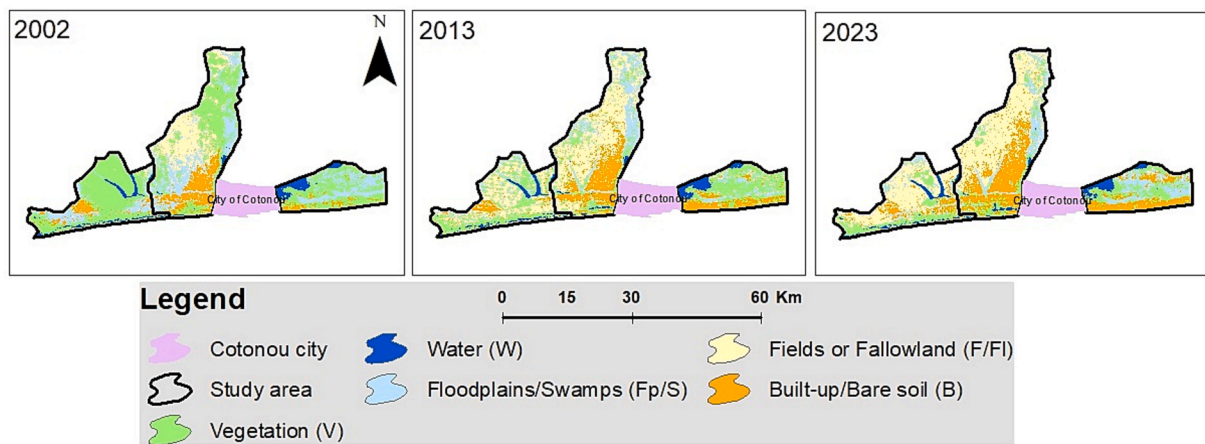 2002
N
2013
2023
City of Cotonou
City of Cotonou
City of Cotonou
Legend
0 15 30 60 Km
Cotonou city
Water (W)
Fields or Fallowland (F/Fl)
Study area
Floodplains/Swamps (Fp/S)
Built-up/Bare soil (B)
Vegetation (V)